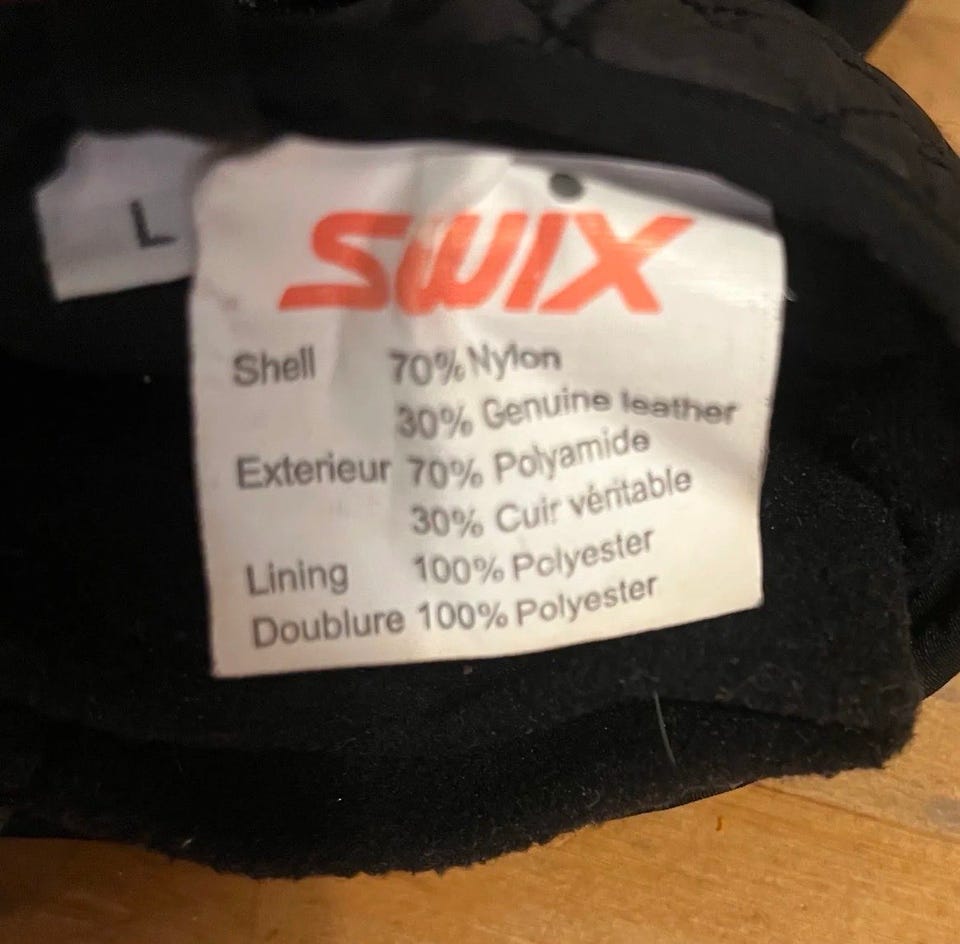 L
SWIX
Shell 70% Nylon
30% Genuine leather
Exterieur 70% Polyamide
30% Cuir véritable
Lining 100% Polyester
Doublure 100% Polyester